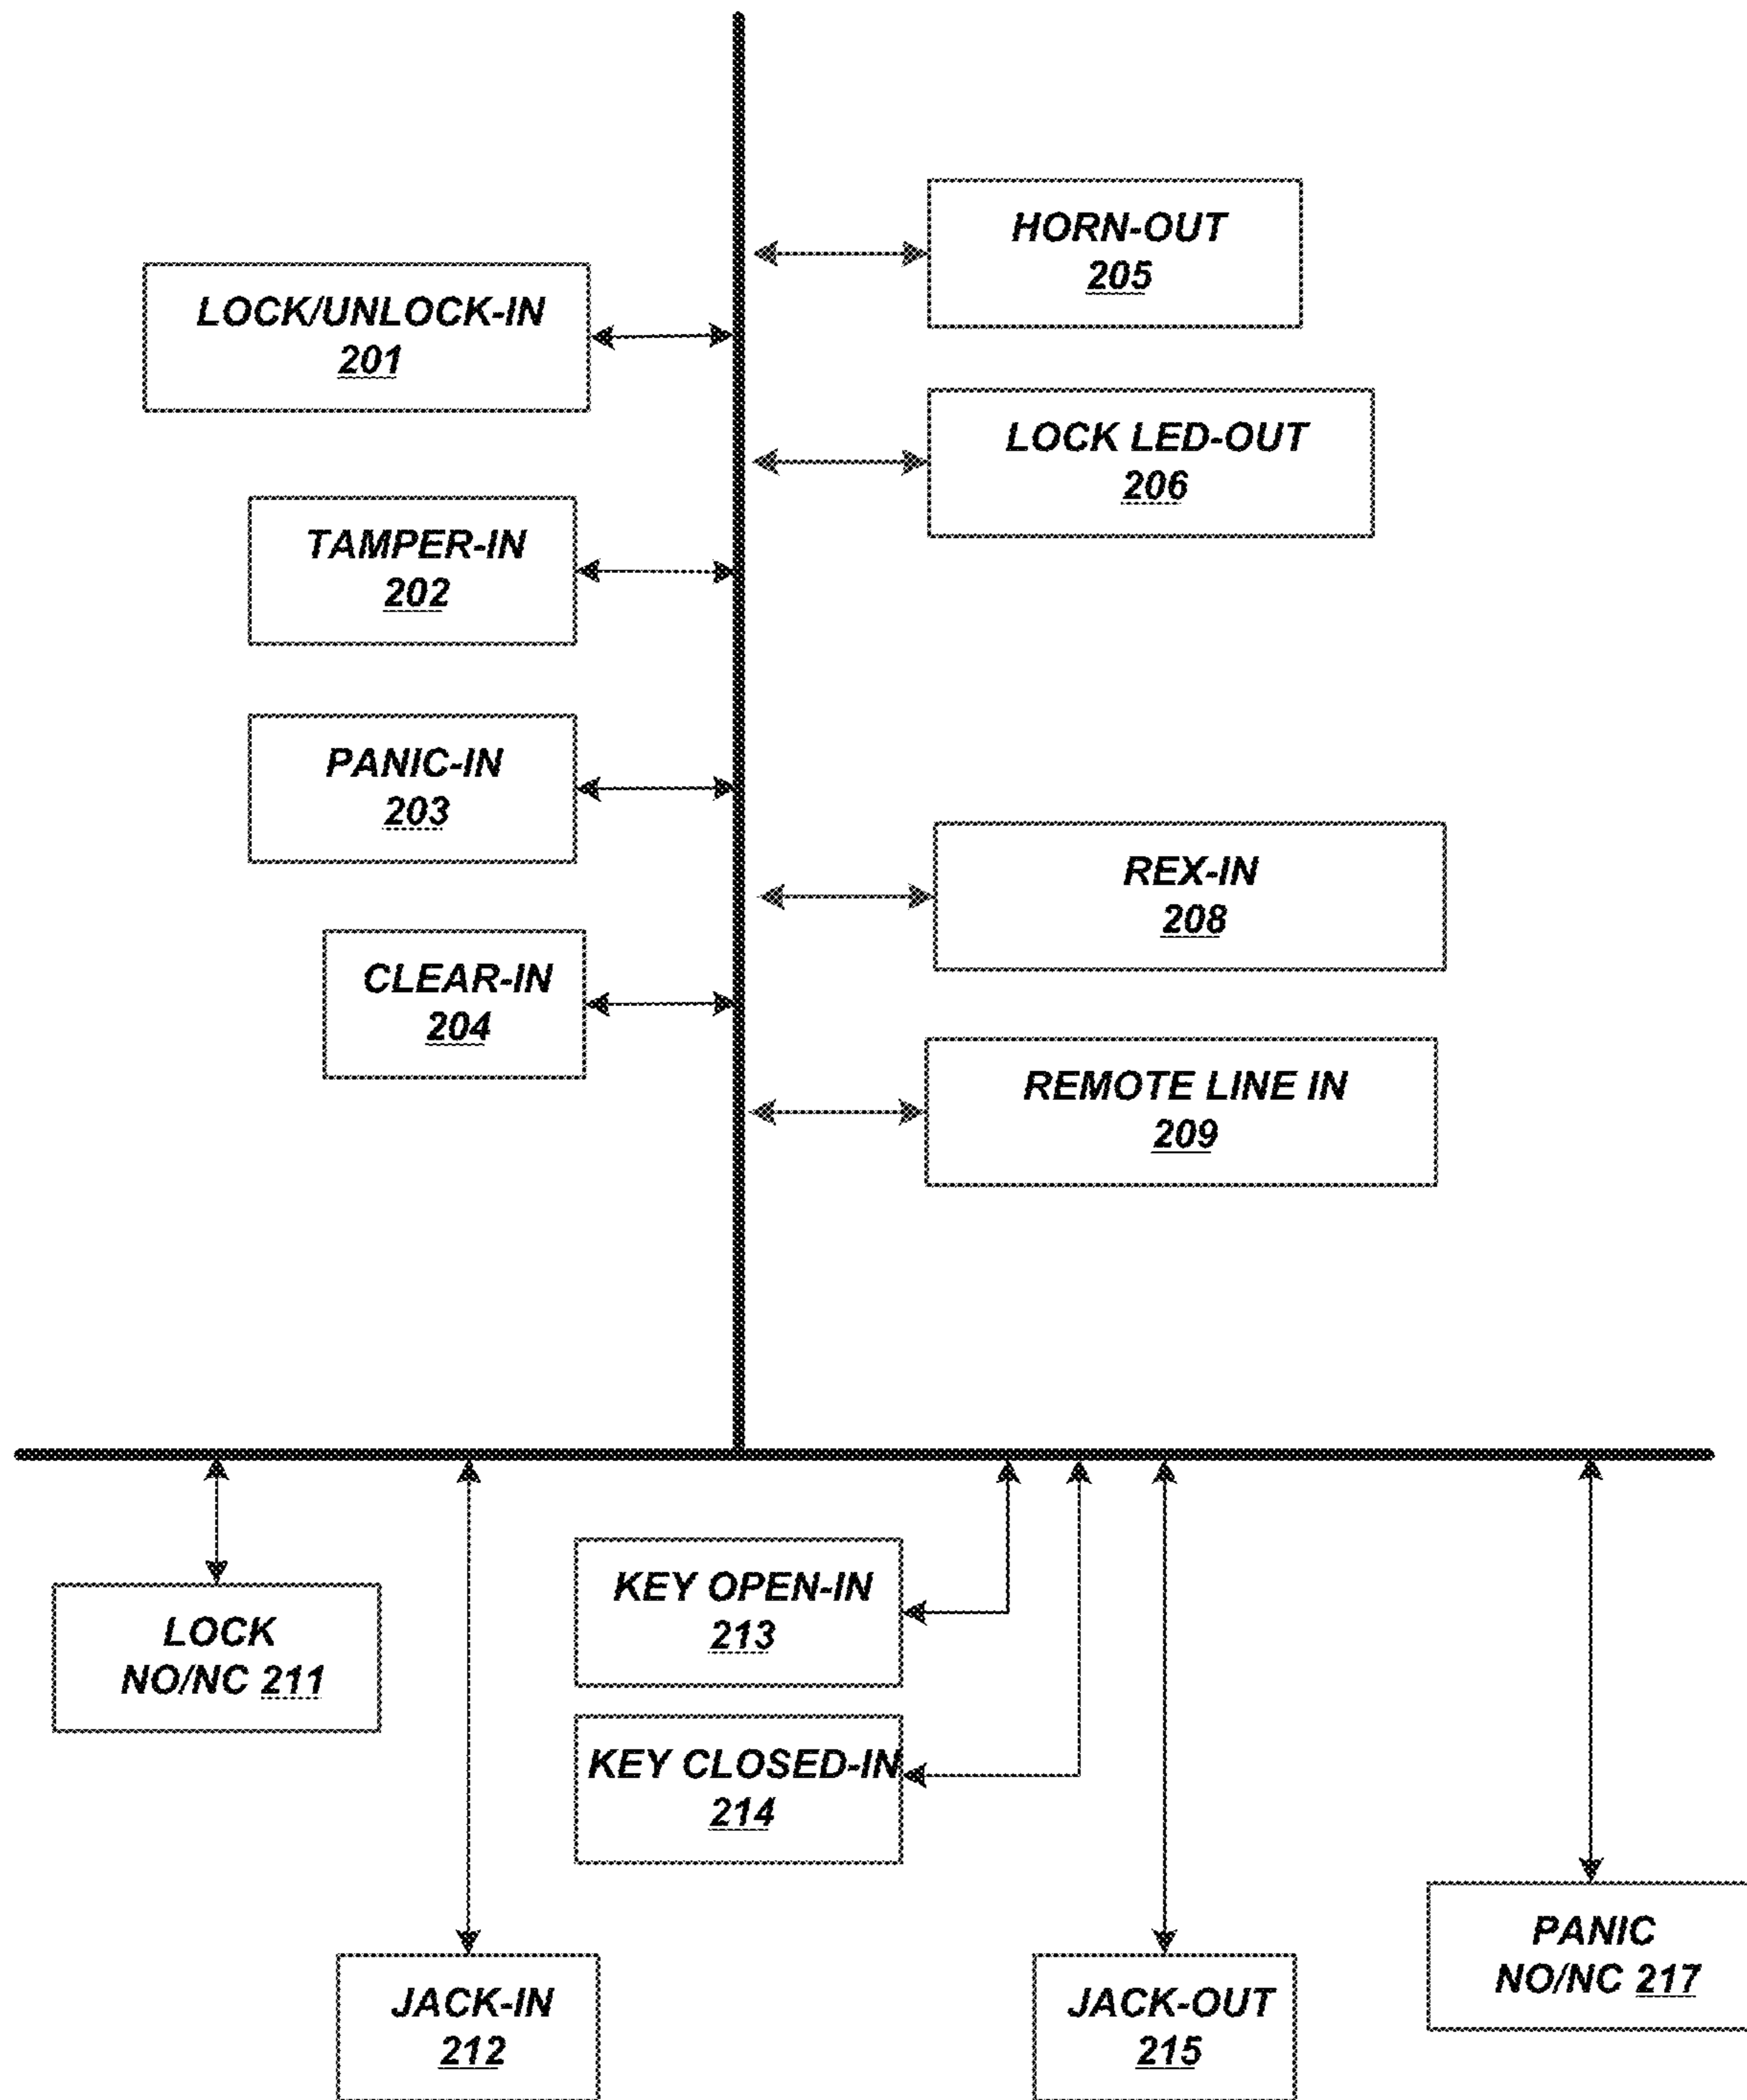 HORN-OUT
205
LOCK/UNLOCK-IN
201
LOCK LED-OUT
206
TAMPER-IN
202
PANIC-IN
203
REX-IN
208
CLEAR-IN
204
REMOTE LINE IN
209
KEY OPEN-IN
213
LOCK
NO/NC 211
KEY CLOSED-IN
214
PANIC
NO/NC 217
JACK-IN
212
JACK-OUT
215